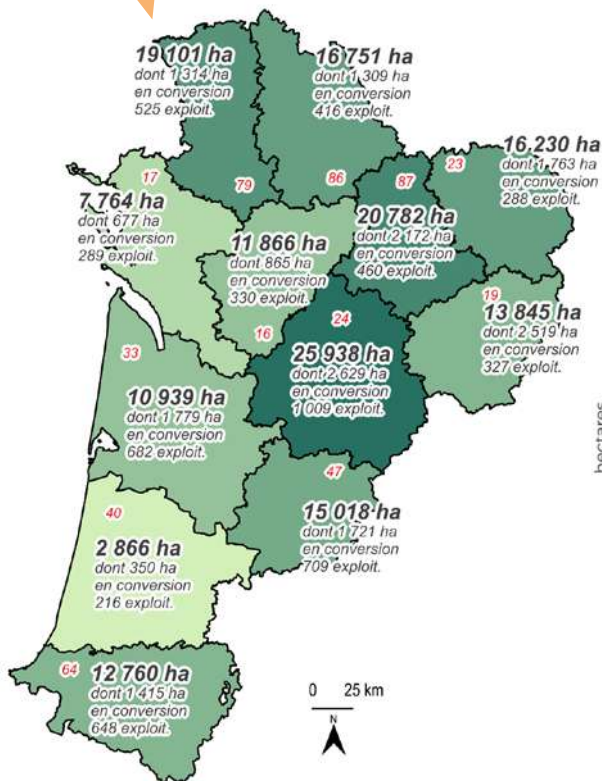 19 101 ha
dont 1 314 ha
en conversion
525 exploit.
79
16 751 ha
dont 1 309 ha
en conversion
416 exploit.
86
16 230 ha
dont 1 763 ha
en conversion
288 exploit.
23
17
7 764 ha
dont 677 ha
en conversion
289 exploit.
87
20 782 ha
dont 2 172 ha
en conversion
460 exploit.
11 866 ha
dont 865 ha
en conversion
330 exploit.
16
19
13 845 ha
dont 2 519 ha
en conversion
327 exploit.
24
25 938 ha
dont 2 629 ha
en conversion
1 009 exploit.
33
10 939 ha
dont 1 779 ha
en conversion
682 exploit.
hectares
47
15 018 ha
dont 1 721 ha
en conversion
709 exploit.
40
2 866 ha
dont 350 ha
en conversion
216 exploit.
64
12 760 ha
dont 1 415 ha
en conversion
648 exploit.
0 25 km
N